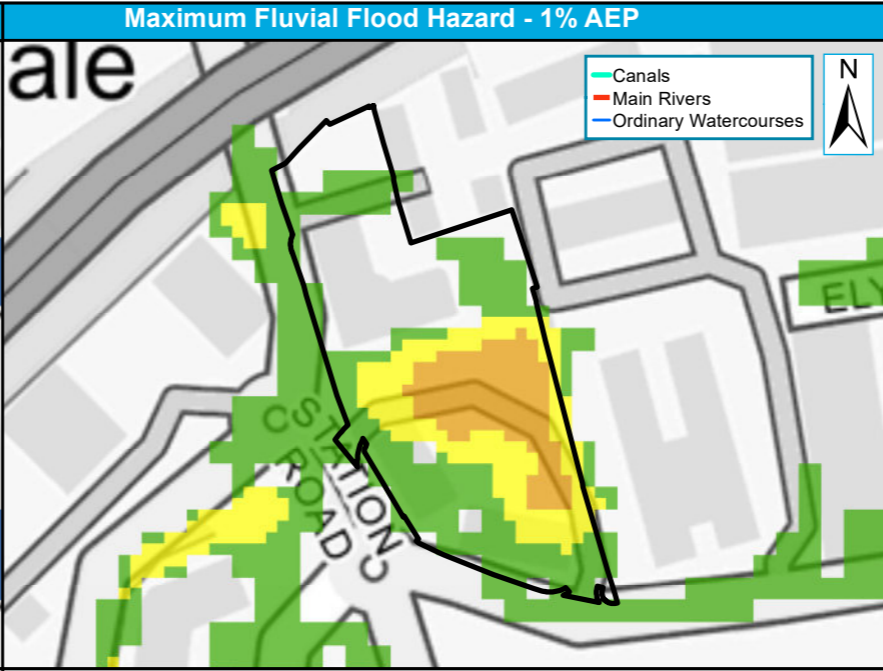 Maximum Fluvial Flood Hazard - 1% AEP
ale
Canals
Main Rivers
Ordinary Watercourses
N
ELY
STATION
ROAD